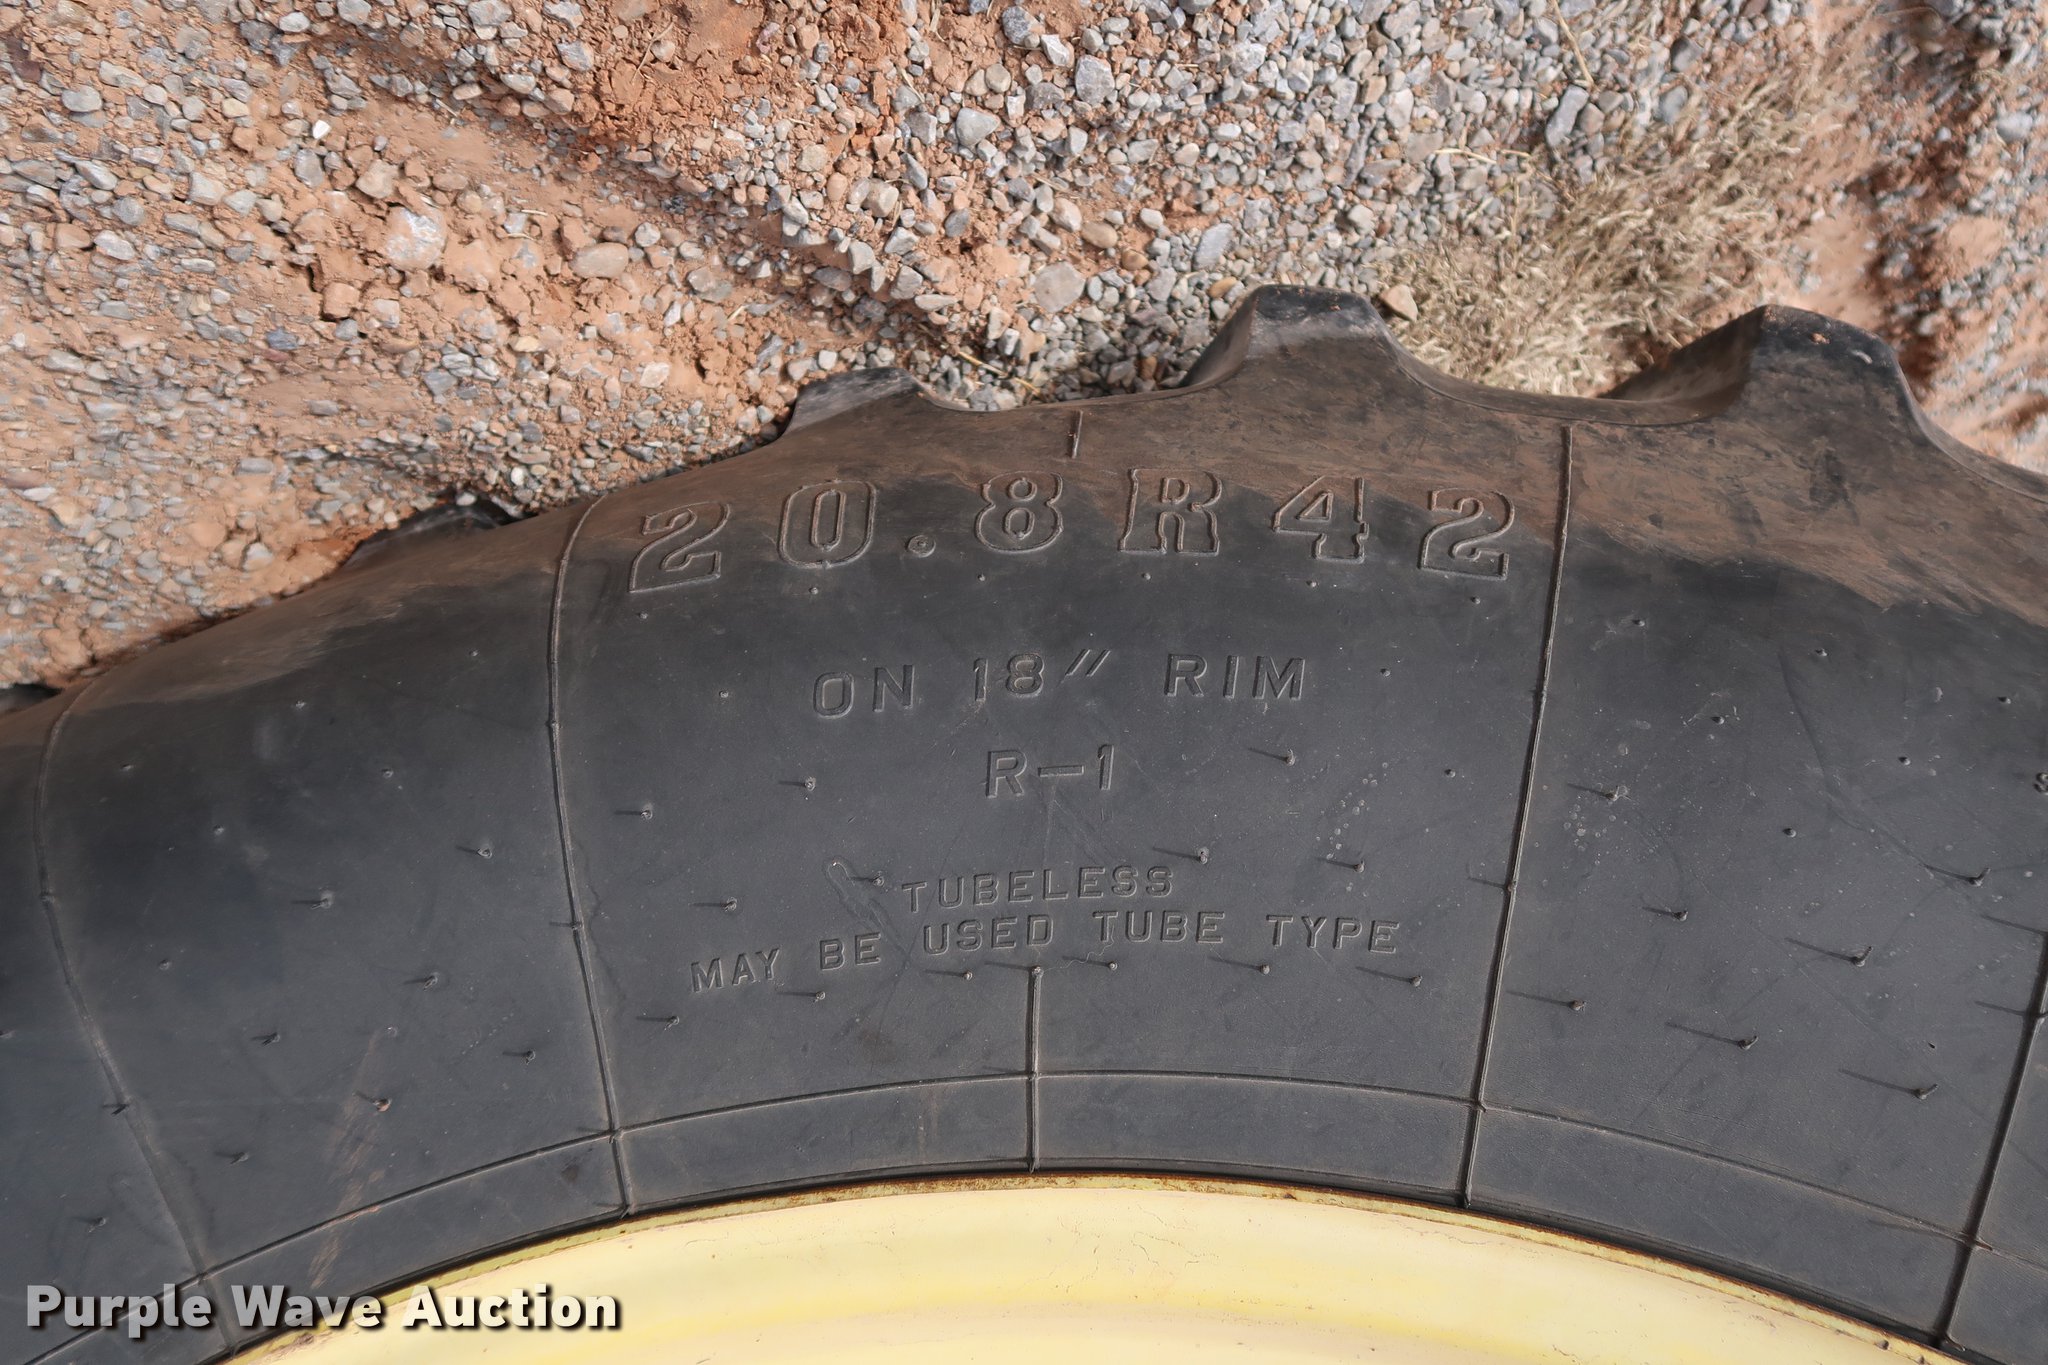 20.8R42
ON 18" RIM
R-1
TUBELESS
MAY BE USED TUBE TYPE
Purple Wave Auction